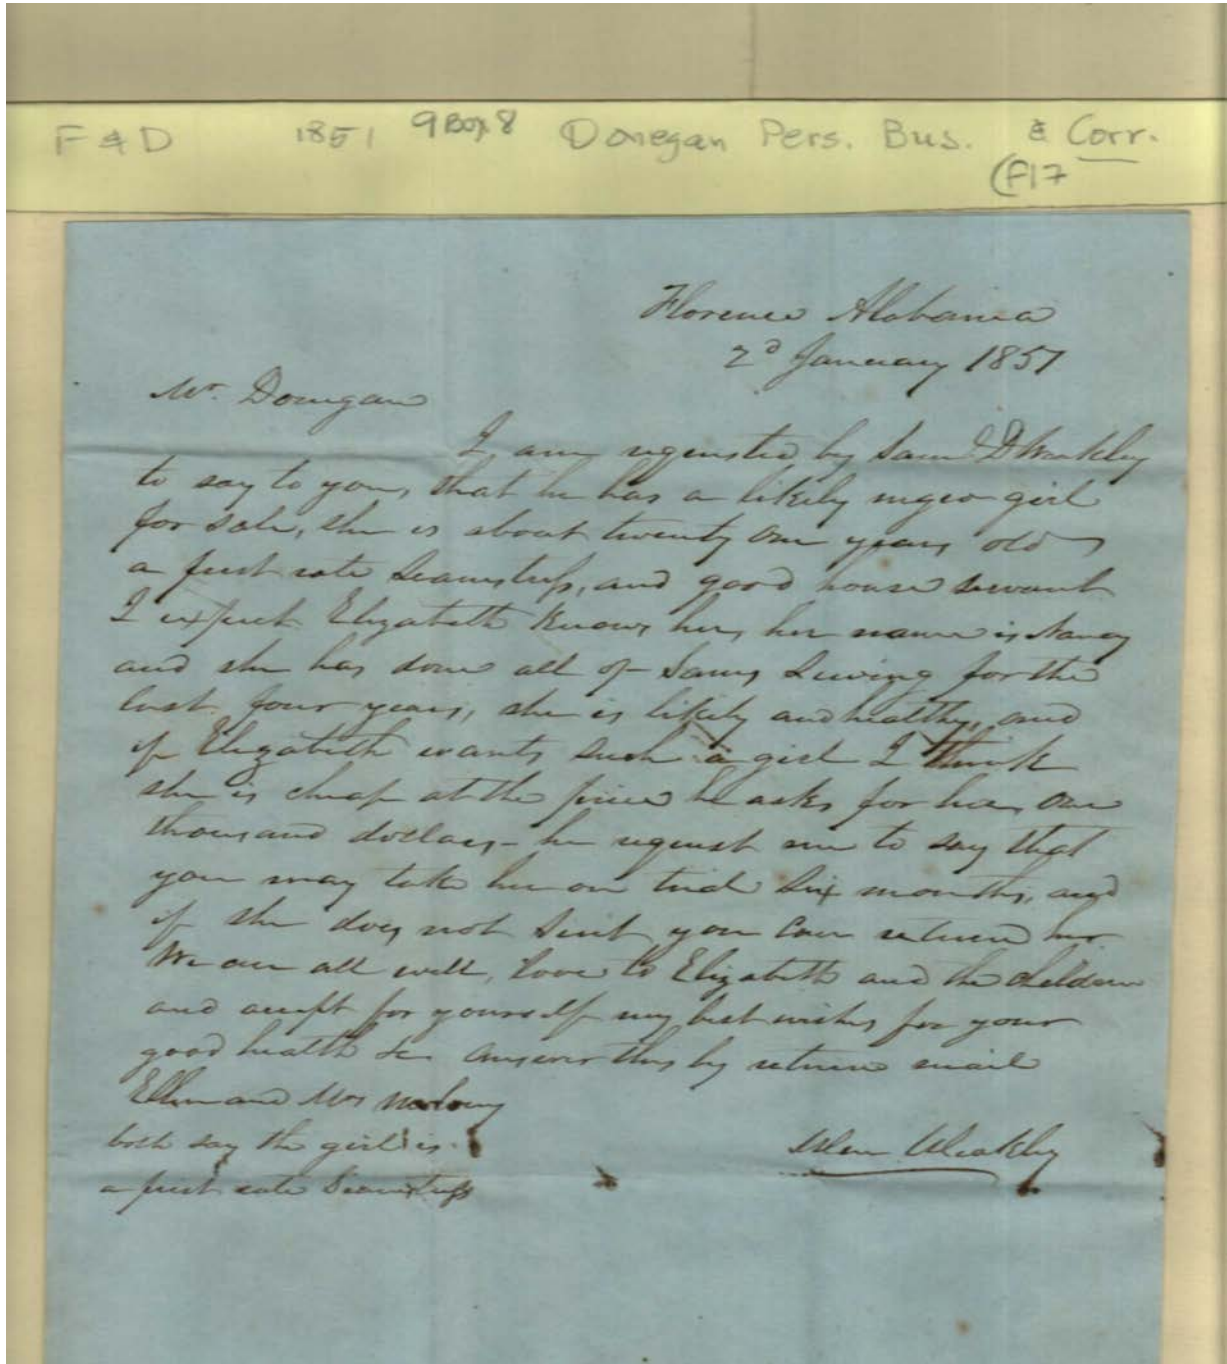 F & D 1851 9 Box 8 Donegan Pers. Bus. & Corr.
(F17
Florence Alabama
2d January 1851
Mr. Donegan
I am requested by Saml D Weakley
to say to you, that he has a likely negro girl
for sale, she is about twenty one years old
a first rate Seamstress, and good house servant
I expect Elizabeth knows her, her name is Nancy
and she has done all of Sams Sewing for the
last four years, she is likely and healthy, and
if Elizabeth wants such a girl I think
she is cheap at the price he asks for her, one
thousand dollars – he request me to say that
you may take her on trial six months, and
if she does not Suit you can return her.
We are all well, love to Elizabeth and the children
and accept for yourself my best wishes for your
good health &c answer this by return mail
Ellen and Mrs
both say the girl is
a first rate Seamstress
Weakley